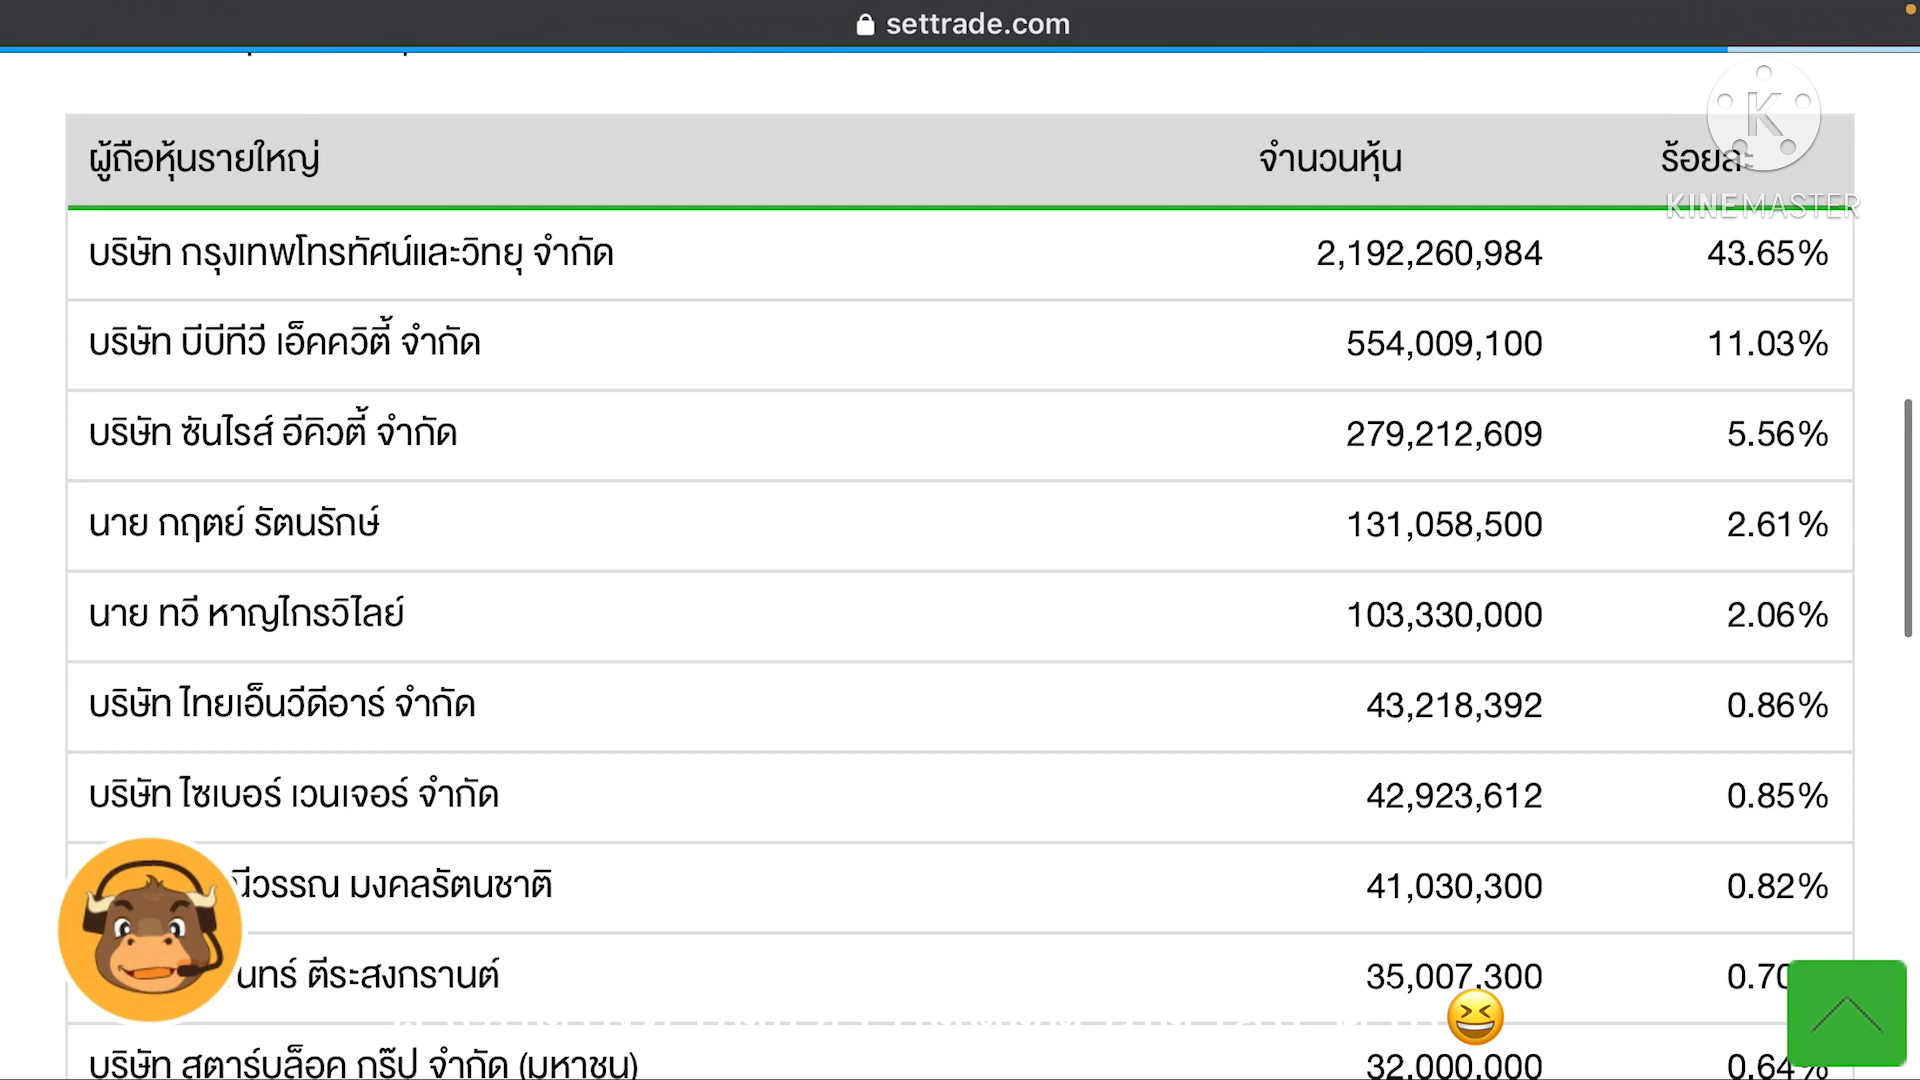 settrade.com
K
ผู้ถือหุ้นรายใหญ่ จำนวนหุ้น ร้อยละ
KINEMASTER
บริษัท กรุงเทพโทรทัศน์และวิทยุ จำกัด 2,192,260,984 43.65%
บริษัท บีบีทีวี เอ็คควิตี้ จำกัด 554,009,100 11.03%
บริษัท ซันไรส์ อีคิวตี้ จำกัด 279,212,609 5.56%
นาย กฤตย์ รัตนรักษ์ 131,058,500 2.61%
นาย ทวี หาญไกรวิไลย์ 103,330,000 2.06%
บริษัท ไทยเอ็นวีดีอาร์ จำกัด 43,218,392 0.86%
บริษัท ไซเบอร์ เวนเจอร์ จำกัด 42,923,612 0.85%
มงคลรัตนชาติ 41,030,300 0.82%
ตีระสงกรานต์ 35,007,300 0.70
บริษัท สตาร์บล็อค กรุ๊ป จำกัด (มหาชน) 32,000,000 0.64%